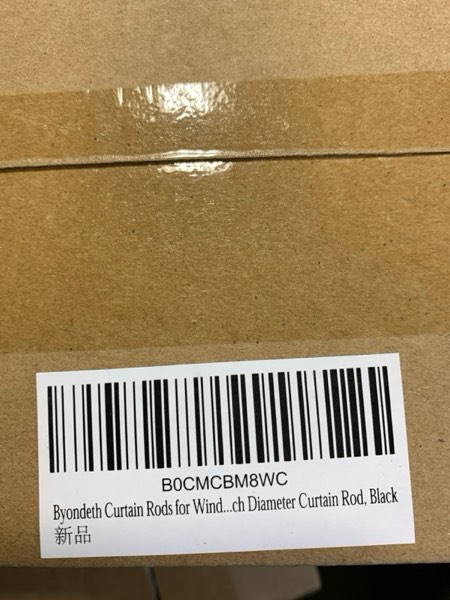 B0CMCBM8WC
Byondeth Curtain Rods for Wind...ch Diameter Curtain Rod, Black
新品